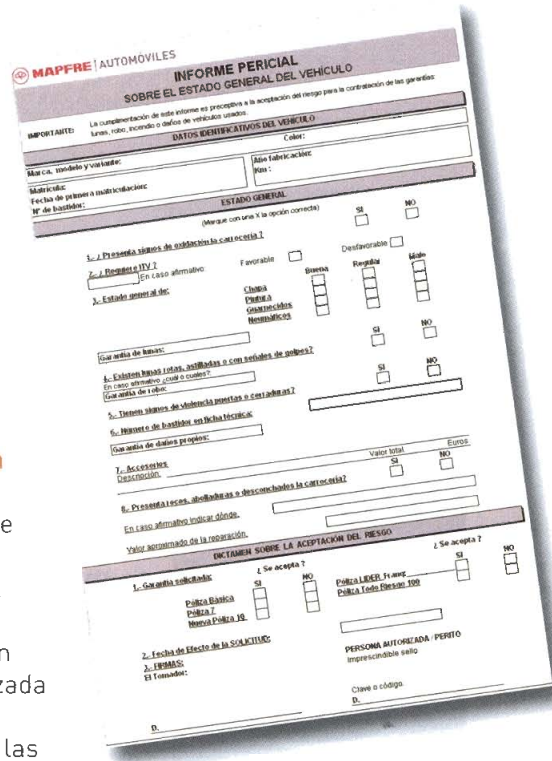 MAPFRE | AUTOMÓVILES
INFORME PERICIAL
SOBRE EL ESTADO GENERAL DEL VEHÍCULO
IMPORTANTE: La cumplimentación de este informe es preceptiva a la aceptación del riesgo para la contratación de las garantías:
lunas, robo, incendio o daños de vehículos usados.
DATOS IDENTIFICATIVOS DEL VEHÍCULO
Marca, modelo y variante: Color:
Matrícula: Año fabricación:
Fecha de primera matriculación: Km:
Nº de bastidor:
ESTADO GENERAL
(Marque con una X la opción correcta) SI NO
1.- ¿ Presenta signos de oxidación la carrocería ?
2.- ¿ Requiere ITV ?
En caso afirmativo Favorable Desfavorable
3.- Estado general de: Buena Regular Malo
Chapa
Pintura
Guarnecidos
Neumáticos
Garantía de lunas: SI NO
4.- Existen lunas rotas, astilladas o con señales de golpes?
En caso afirmativo ¿cuál o cuales?
Garantía de robo: SI NO
5.- Tienen signos de violencia puertas o cerraduras?
6.- Número de bastidor en ficha técnica:
Garantía de daños propios:
7.- Accesorios
Descripción. Valor total Euros
SI NO
8.- Presenta roces, abolladuras o desconchados la carrocería?
En caso afirmativo indicar dónde.
Valor aproximado de la reparación.
DICTAMEN SOBRE LA ACEPTACIÓN DEL RIESGO
1.- Garantía solicitada: ¿ Se acepta ? ¿ Se acepta ?
SI NO SI NO
Póliza Básica Póliza LIDER Franq:
Póliza 7 Póliza Todo Riesgo 100
Nueva Póliza 10
2.- Fecha de Efecto de la SOLICITUD:
3.- FIRMAS: PERSONA AUTORIZADA / PERITO
El Tomador: Imprescindible sello
Clave o código.
D. D.
e
n
zada
las